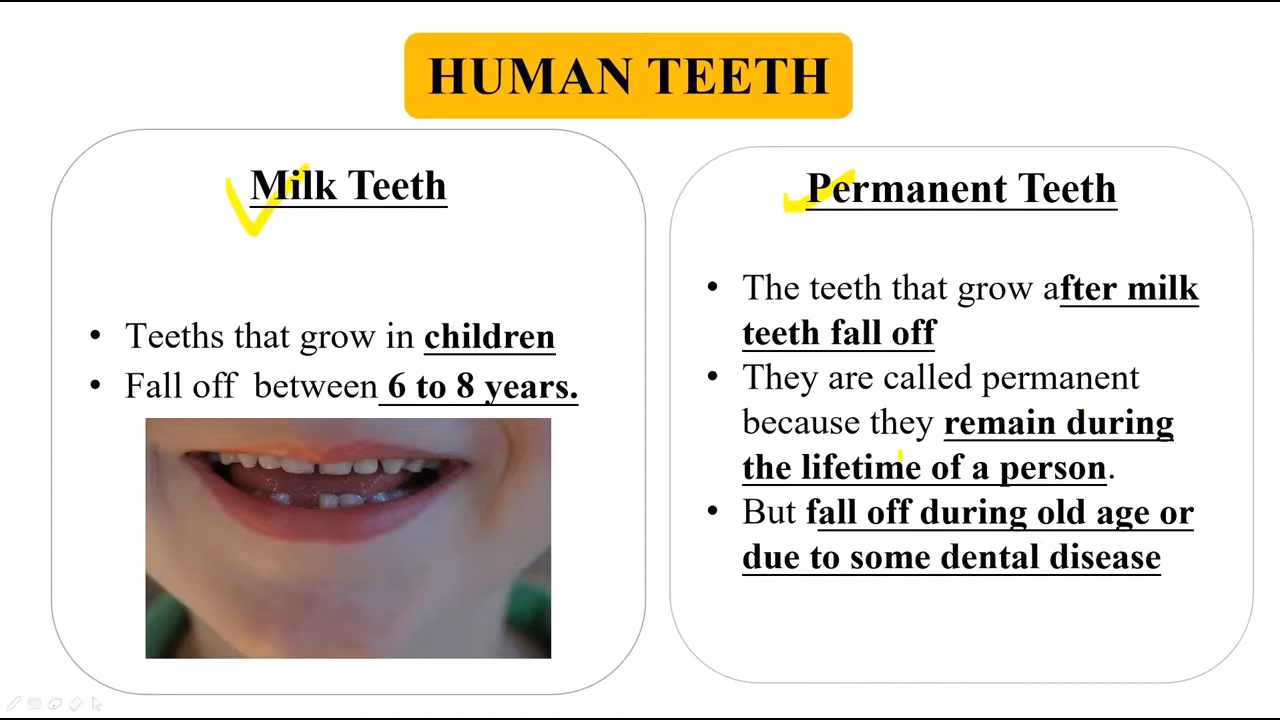 HUMAN TEETH
Milk Teeth
• Teeths that grow in children
• Fall off between 6 to 8 years.
Permanent Teeth
• The teeth that grow after milk
teeth fall off
• They are called permanent
because they remain during
the lifetime of a person.
• But fall off during old age or
due to some dental disease